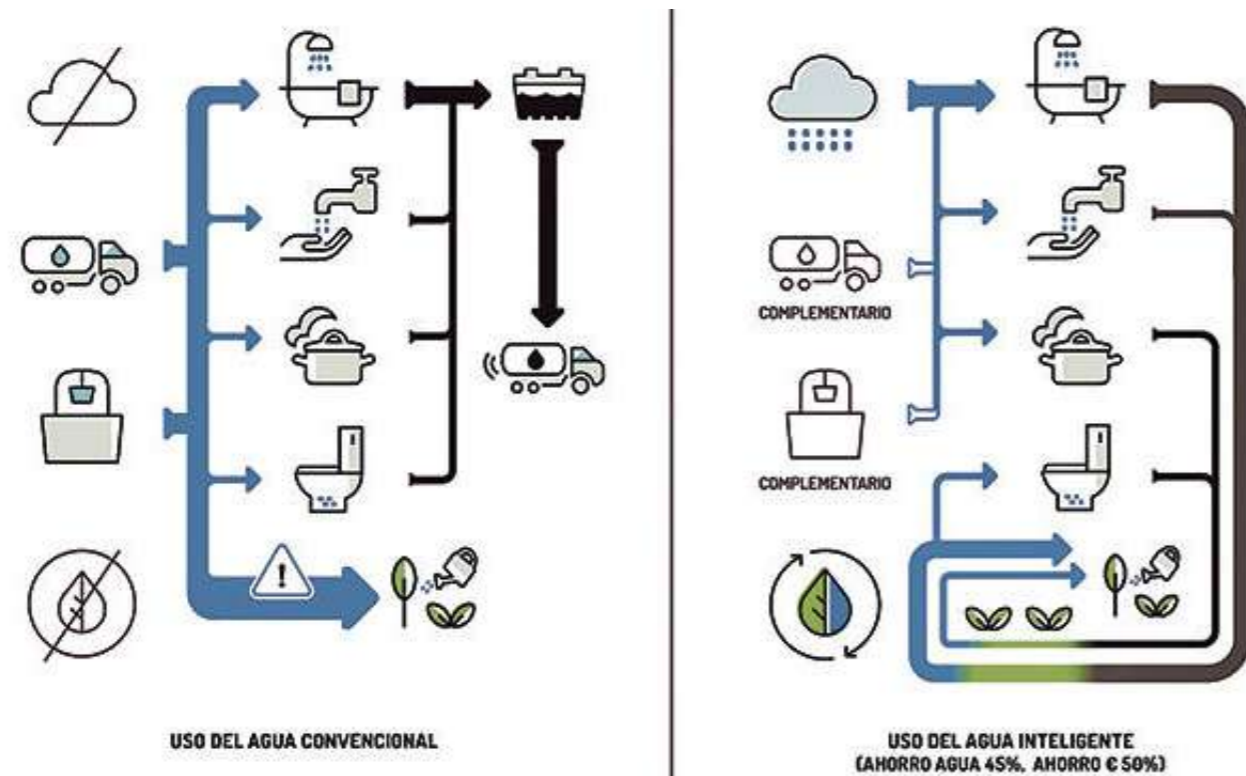 USO DEL AGUA CONVENCIONAL
COMPLEMENTARIO
COMPLEMENTARIO
USO DEL AGUA INTELIGENTE
(AHORRO AGUA 45%, AHORRO € 50%)